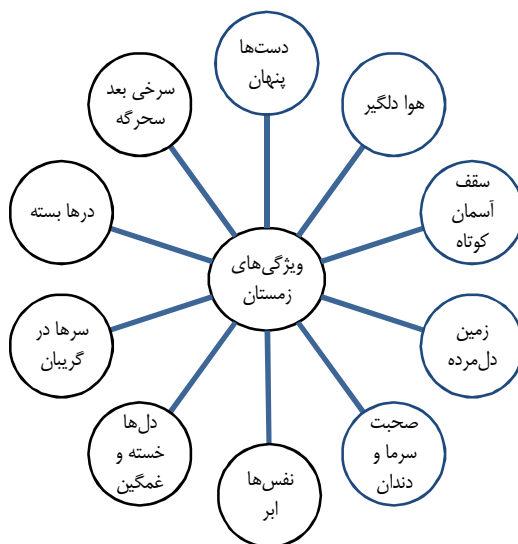 دست‌ها
پنهان
هوا دلگیر
سقف
آسمان
کوتاه
زمین
دل‌مرده
صحبت
سرما و
دندان
نفس‌ها
ابر
دل‌ها
خسته و
غمگین
سرها در
گریبان
درها بسته
سرخی بعد
سحرگه
ویژگی‌های
زمستان